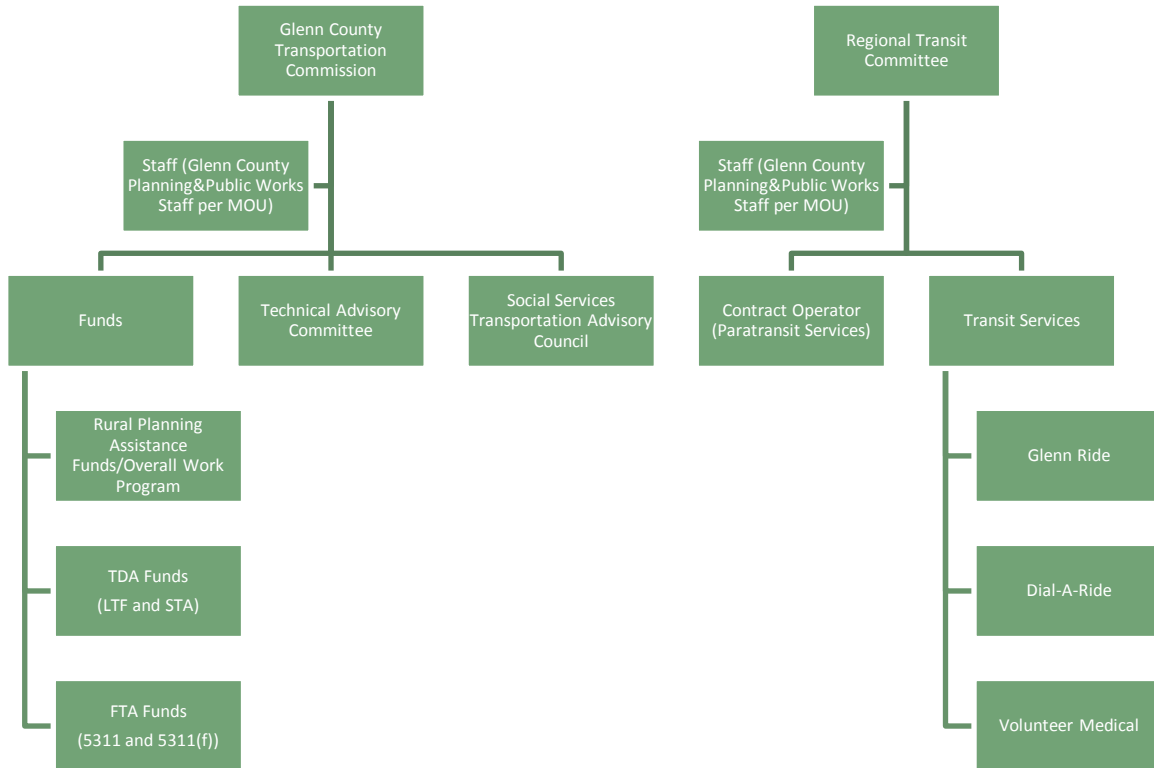 Glenn County
Transportation
Commission
Regional Transit
Committee
Staff (Glenn County
Planning&Public Works
Staff per MOU)
Staff (Glenn County
Planning&Public Works
Staff per MOU)
Funds
Technical Advisory
Committee
Social Services
Transportation Advisory
Council
Contract Operator
(Paratransit Services)
Transit Services
Rural Planning
Assistance
Funds/Overall Work
Program
TDA Funds
(LTF and STA)
FTA Funds
(5311 and 5311(f))
Glenn Ride
Dial-A-Ride
Volunteer Medical